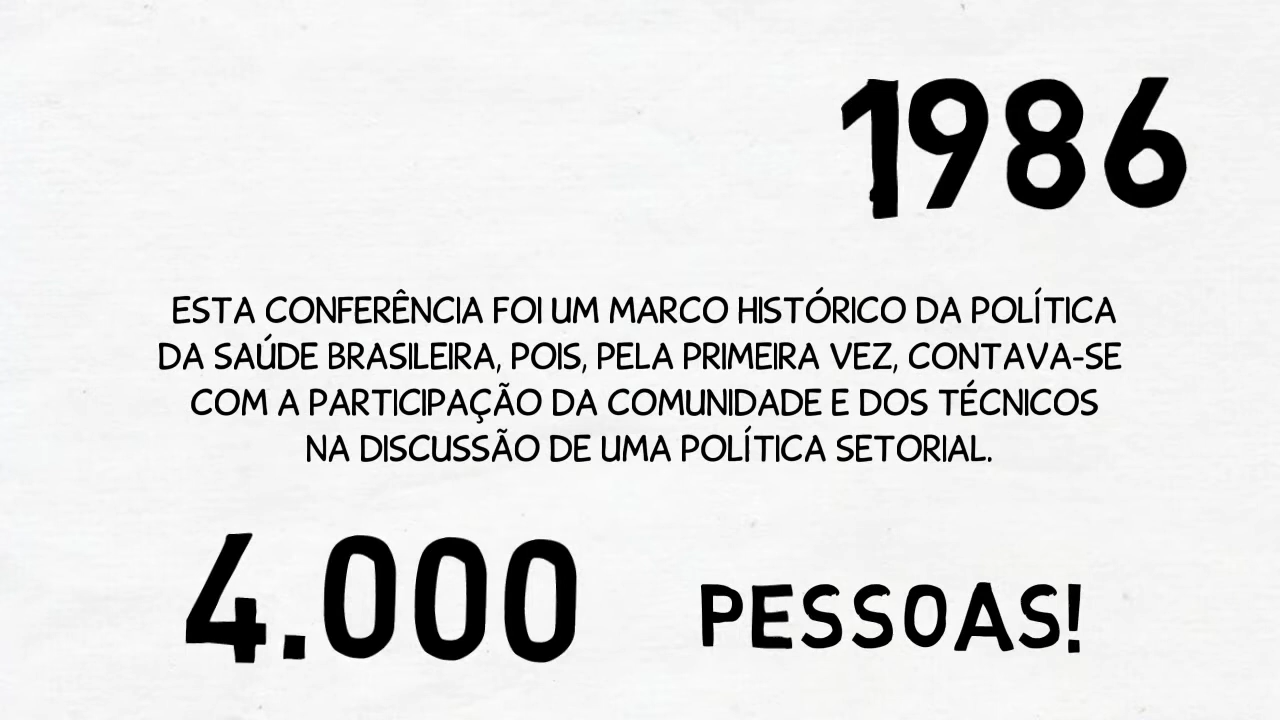 1986
ESTA CONFERÊNCIA FOI UM MARCO HISTÓRICO DA POLÍTICA
DA SAÚDE BRASILEIRA, POIS, PELA PRIMEIRA VEZ, CONTAVA-SE
COM A PARTICIPAÇÃO DA COMUNIDADE E DOS TÉCNICOS
NA DISCUSSÃO DE UMA POLÍTICA SETORIAL.
4.000 PESSOAS!